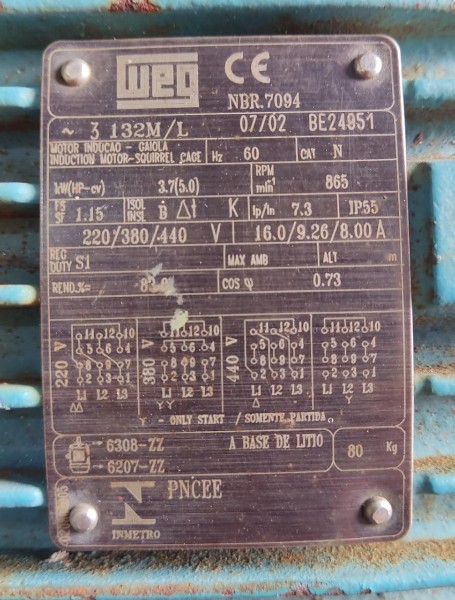 WEG CE
NBR.7094
~ 3 132M/L 07/02 BE24951
MOTOR INDUCAO - GAIOLA
INDUCTION MOTOR-SQUIRREL CAGE Hz 60 CAT N
kW(HP-cv) 3.7(5.0) RPM min-1 865
FS SF 1.15 ISOL INSL B Δt K Ip/In 7.3 IP55
220/380/440 V 16.0/9.26/8.00 A
REG DUTY S1 MAX AMB ALT m
REND.%= COS φ 0.73
220 V 380 V 440 V
L1 L2 L3 L1 L2 L3 L1 L2 L3 L1 L2 L3
Y - ONLY START / SOMENTE PARTIDA
6308-ZZ A BASE DE LITIO 80 Kg
6207-ZZ
PNCEE
INMETRO